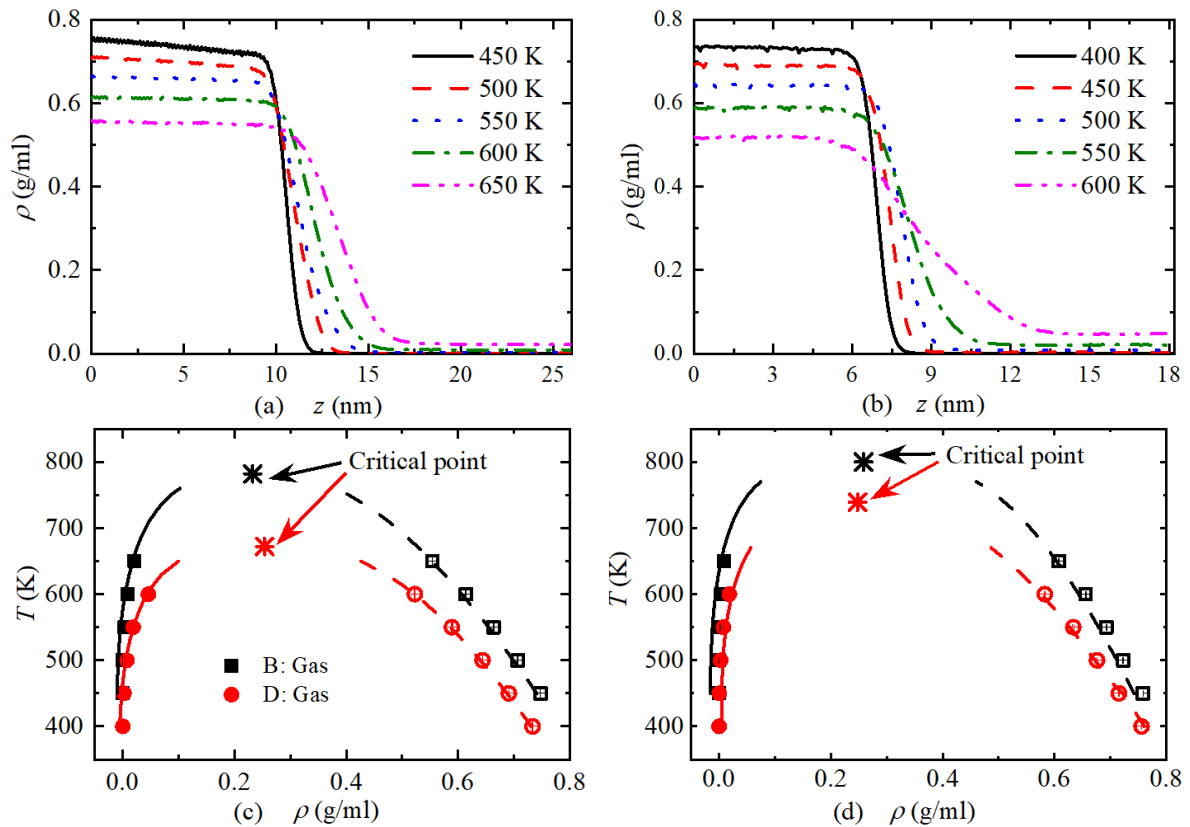 0.8
0.6
0.4
0.2
0.0
ρ (g/ml)
450 K
500 K
550 K
600 K
650 K
0 5 10 15 20 25
(a) z (nm)
0.8
0.6
0.4
0.2
0.0
ρ (g/ml)
400 K
450 K
500 K
550 K
600 K
0 3 6 9 12 15 18
(b) z (nm)
800
700
600
500
400
T (K)
Critical point
B: Gas
D: Gas
0.0 0.2 0.4 0.6 0.8
(c) ρ (g/ml)
800
700
600
500
400
T (K)
Critical point
0.0 0.2 0.4 0.6 0.8
(d) ρ (g/ml)